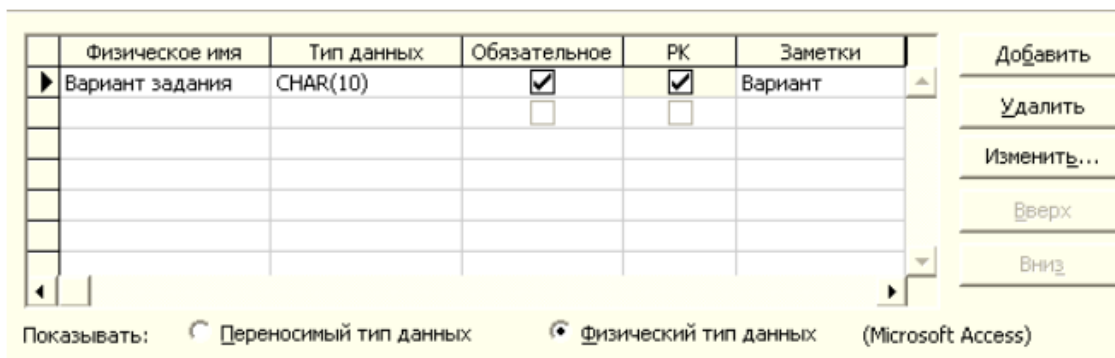 Физическое имя Тип данных Обязательное РК Заметки
Вариант задания CHAR(10) Вариант
Добавить
Удалить
Изменить...
Вверх
Вниз
Показывать: Переносимый тип данных Физический тип данных (Microsoft Access)